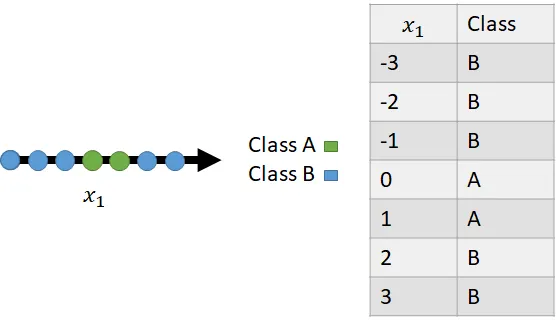 x₁
Class A
Class B
x₁ Class
-3 B
-2 B
-1 B
0 A
1 A
2 B
3 B